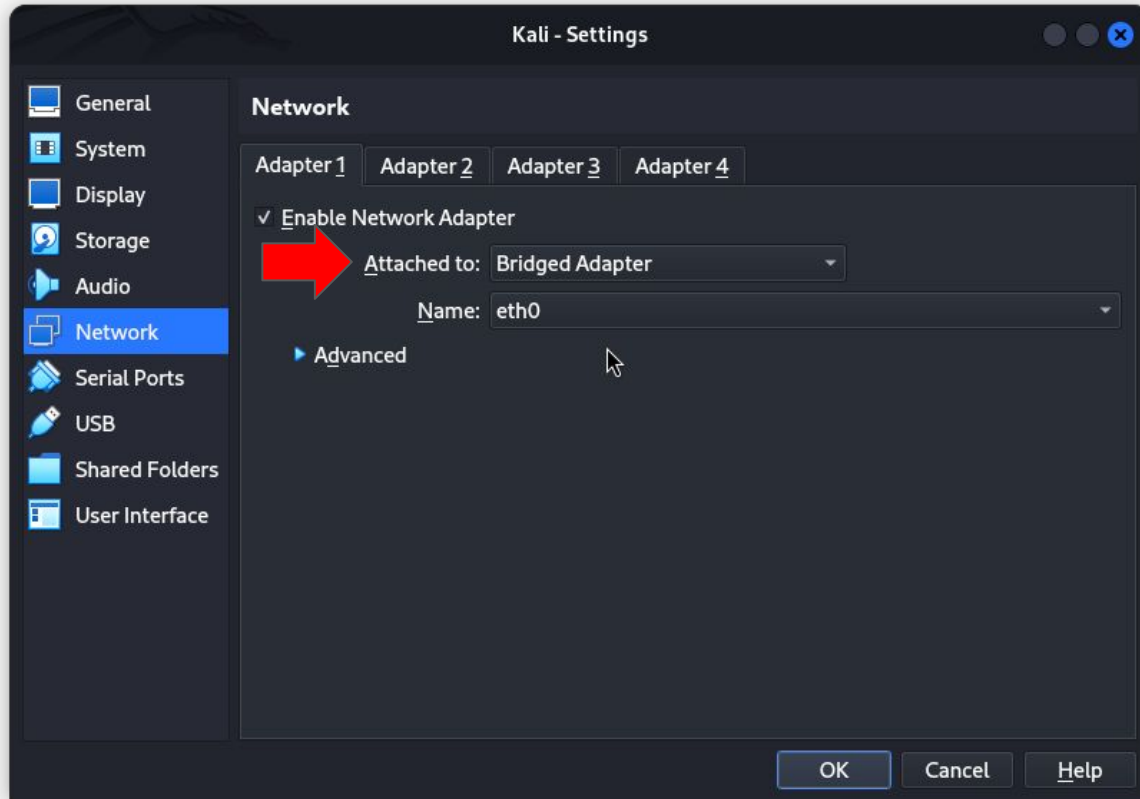 Kali - Settings
General
System
Display
Storage
Audio
Network
Serial Ports
USB
Shared Folders
User Interface
Network
Adapter 1 Adapter 2 Adapter 3 Adapter 4
Enable Network Adapter
Attached to: Bridged Adapter
Name: eth0
Advanced
OK Cancel Help